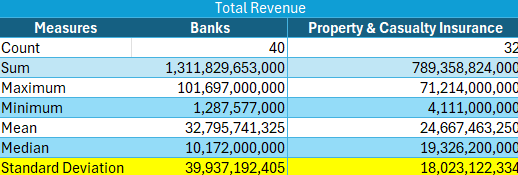 Total Revenue
Measures Banks Property & Casualty Insurance
Count 40 32
Sum 1,311,829,653,000 789,358,824,000
Maximum 101,697,000,000 71,214,000,000
Minimum 1,287,577,000 4,111,000,000
Mean 32,795,741,325 24,667,463,250
Median 10,172,000,000 19,326,200,000
Standard Deviation 39,937,192,405 18,023,122,334